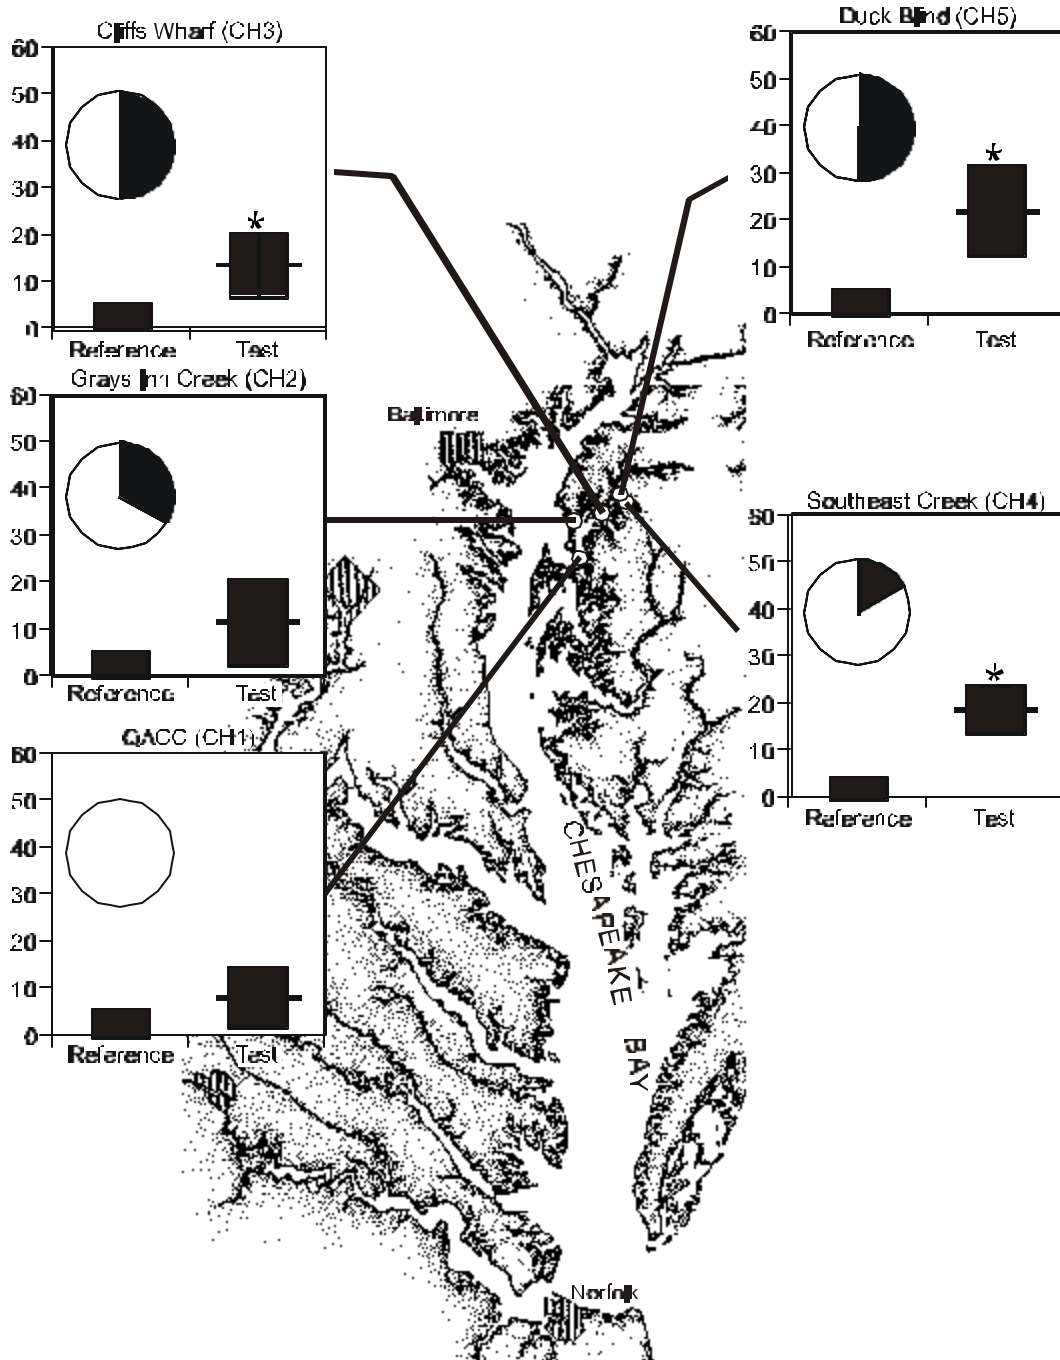 Cliffs Wharf (CH3)
60
50
40
30
20
10
0
*
Reference
Test
Duck Blind (CH5)
60
50
40
30
20
10
0
*
Reference
Test
Grays Inn Creek (CH2)
60
50
40
30
20
10
0
Reference
Test
Baltimore
Southeast Creek (CH4)
60
50
40
30
20
10
0
*
Reference
Test
QACC (CH1)
60
50
40
30
20
10
0
Reference
Test
CHESAPEAKE BAY
Norfolk